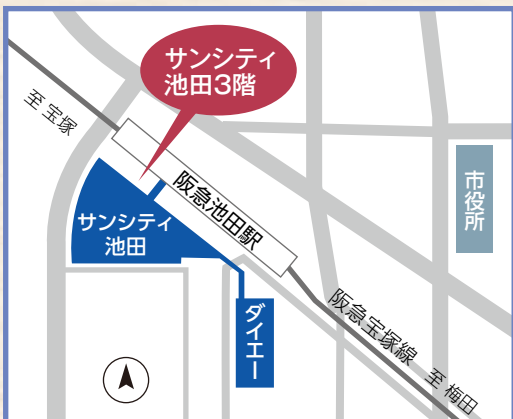 サンシティ
池田3階
至 宝塚
阪急池田駅
市役所
サンシティ
池田
ダイエー
阪急宝塚線 至 梅田